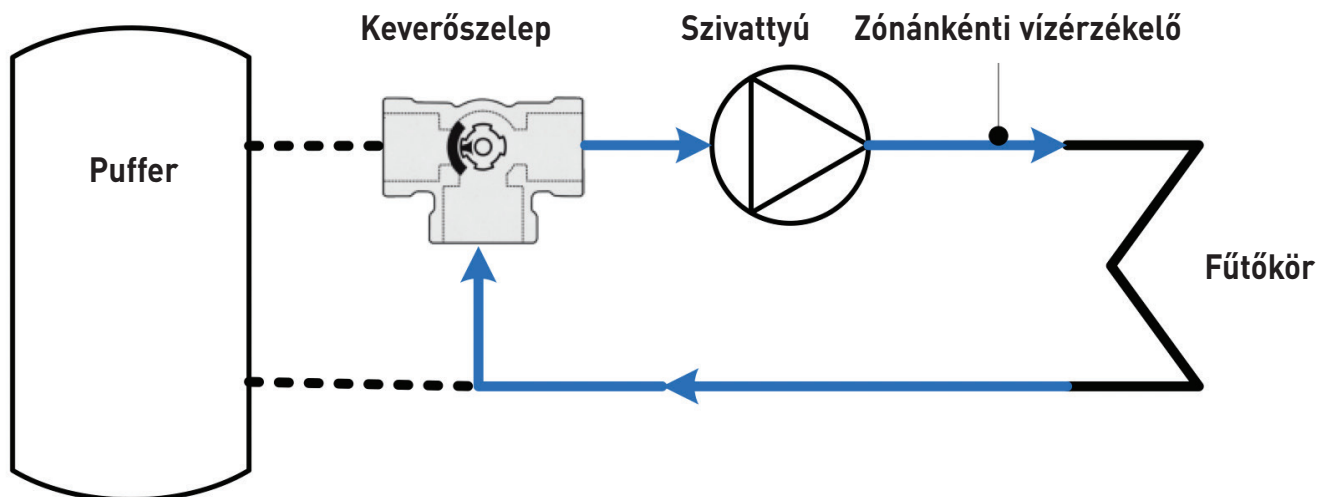 Keverőszelep
Szivattyú
Zónánkénti vízérzékelő
Puffer
Fűtőkör